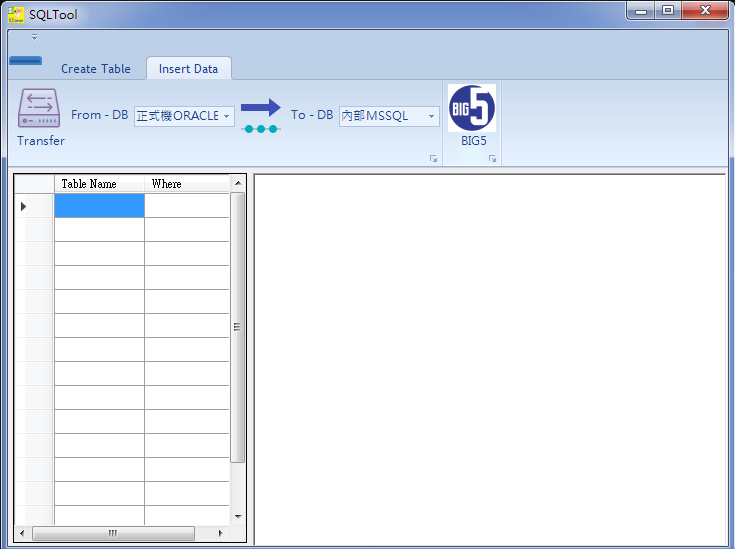 SQLTool
Create Table
Insert Data
From - DB
正式機ORACLE
To - DB
內部MSSQL
BIG5
Transfer
BIG5
Table Name
Where